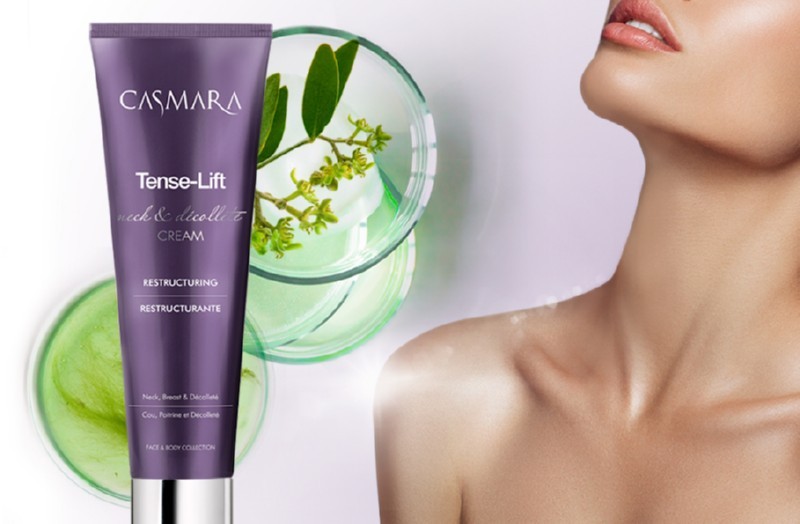 CASMARA
Tense-Lift
neck & décolleté
CREAM
RESTRUCTURING
RESTRUCTURANTE
Neck, Breast & Décolleté
Cou, Poitrine et Décolleté
FACE & BODY COLLECTION